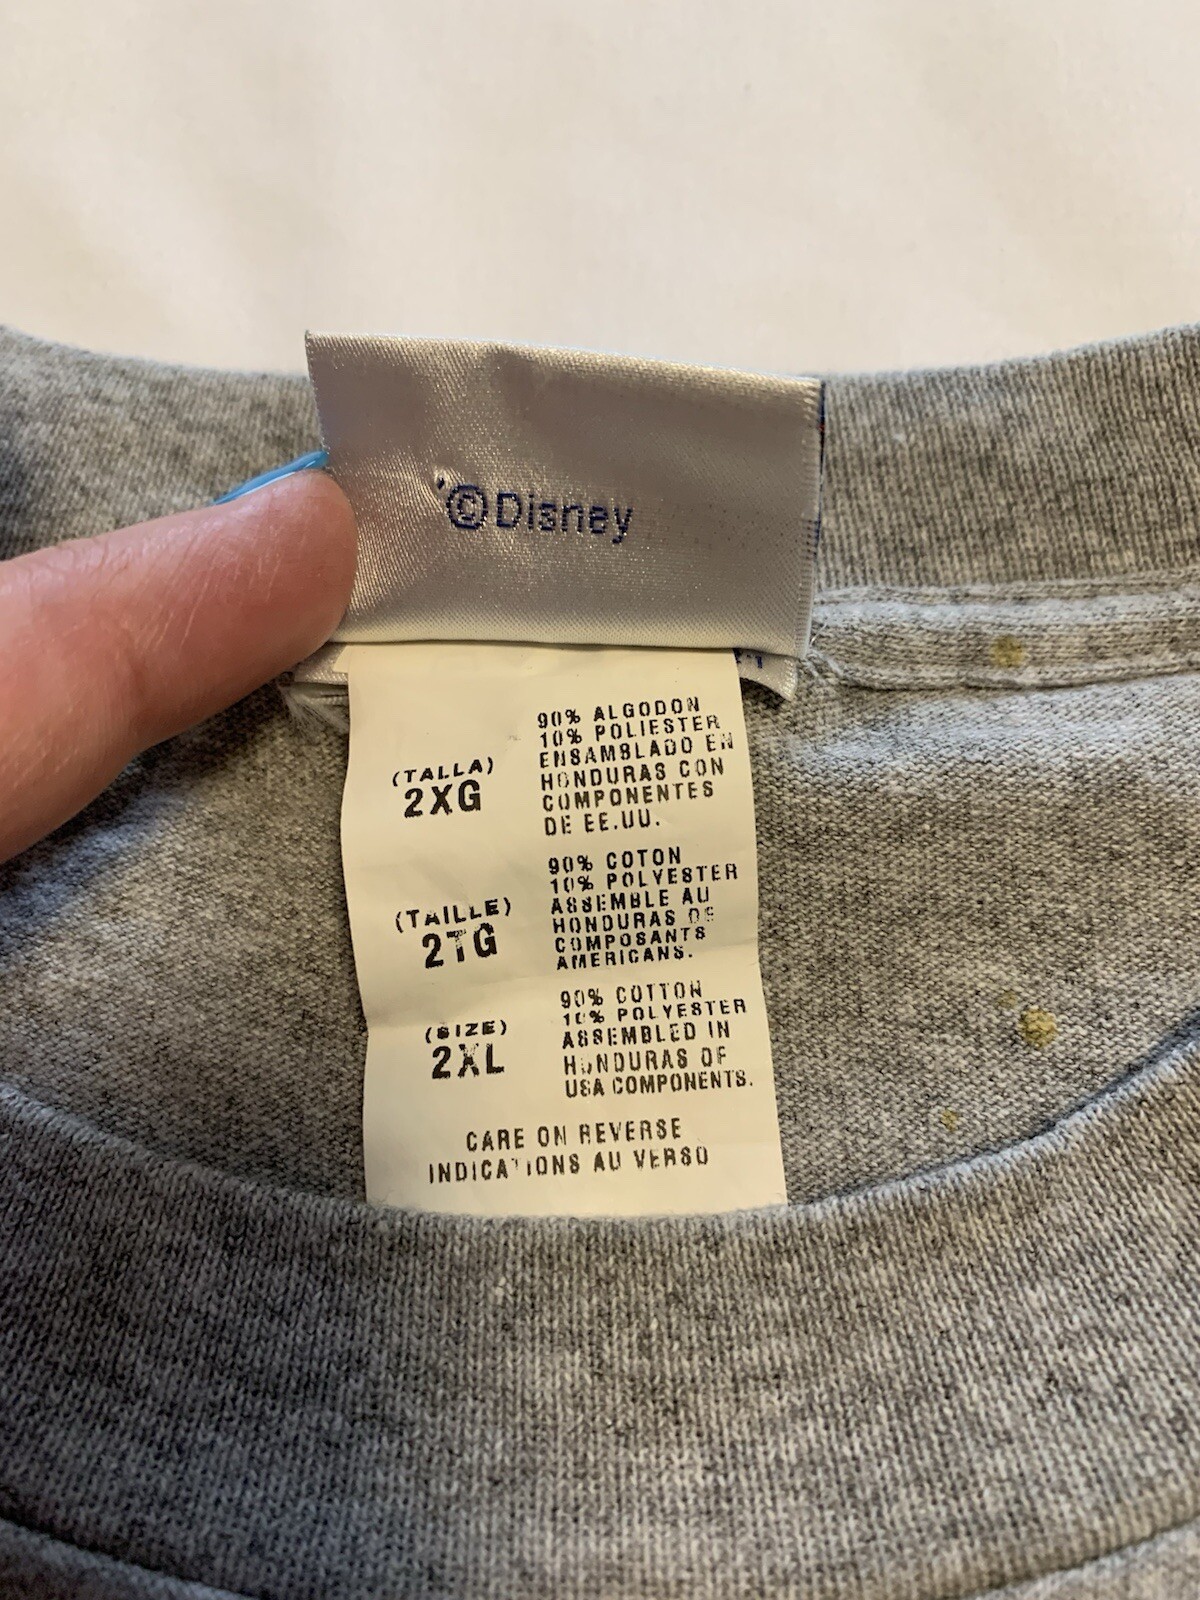 ©Disney
(TALLA)
2XG
90% ALGODON
10% POLIESTER
ENSAMBLADO EN
HONDURAS CON
COMPONENTES
DE EE.UU.
(TAILLE)
2TG
90% COTON
10% POLYESTER
ASSEMBLE AU
HONDURAS DE
COMPOSANTS
AMERICANS.
(SIZE)
2XL
90% COTTON
10% POLYESTER
ASSEMBLED IN
HONDURAS OF
USA COMPONENTS.
CARE ON REVERSE
INDICATIONS AU VERSO